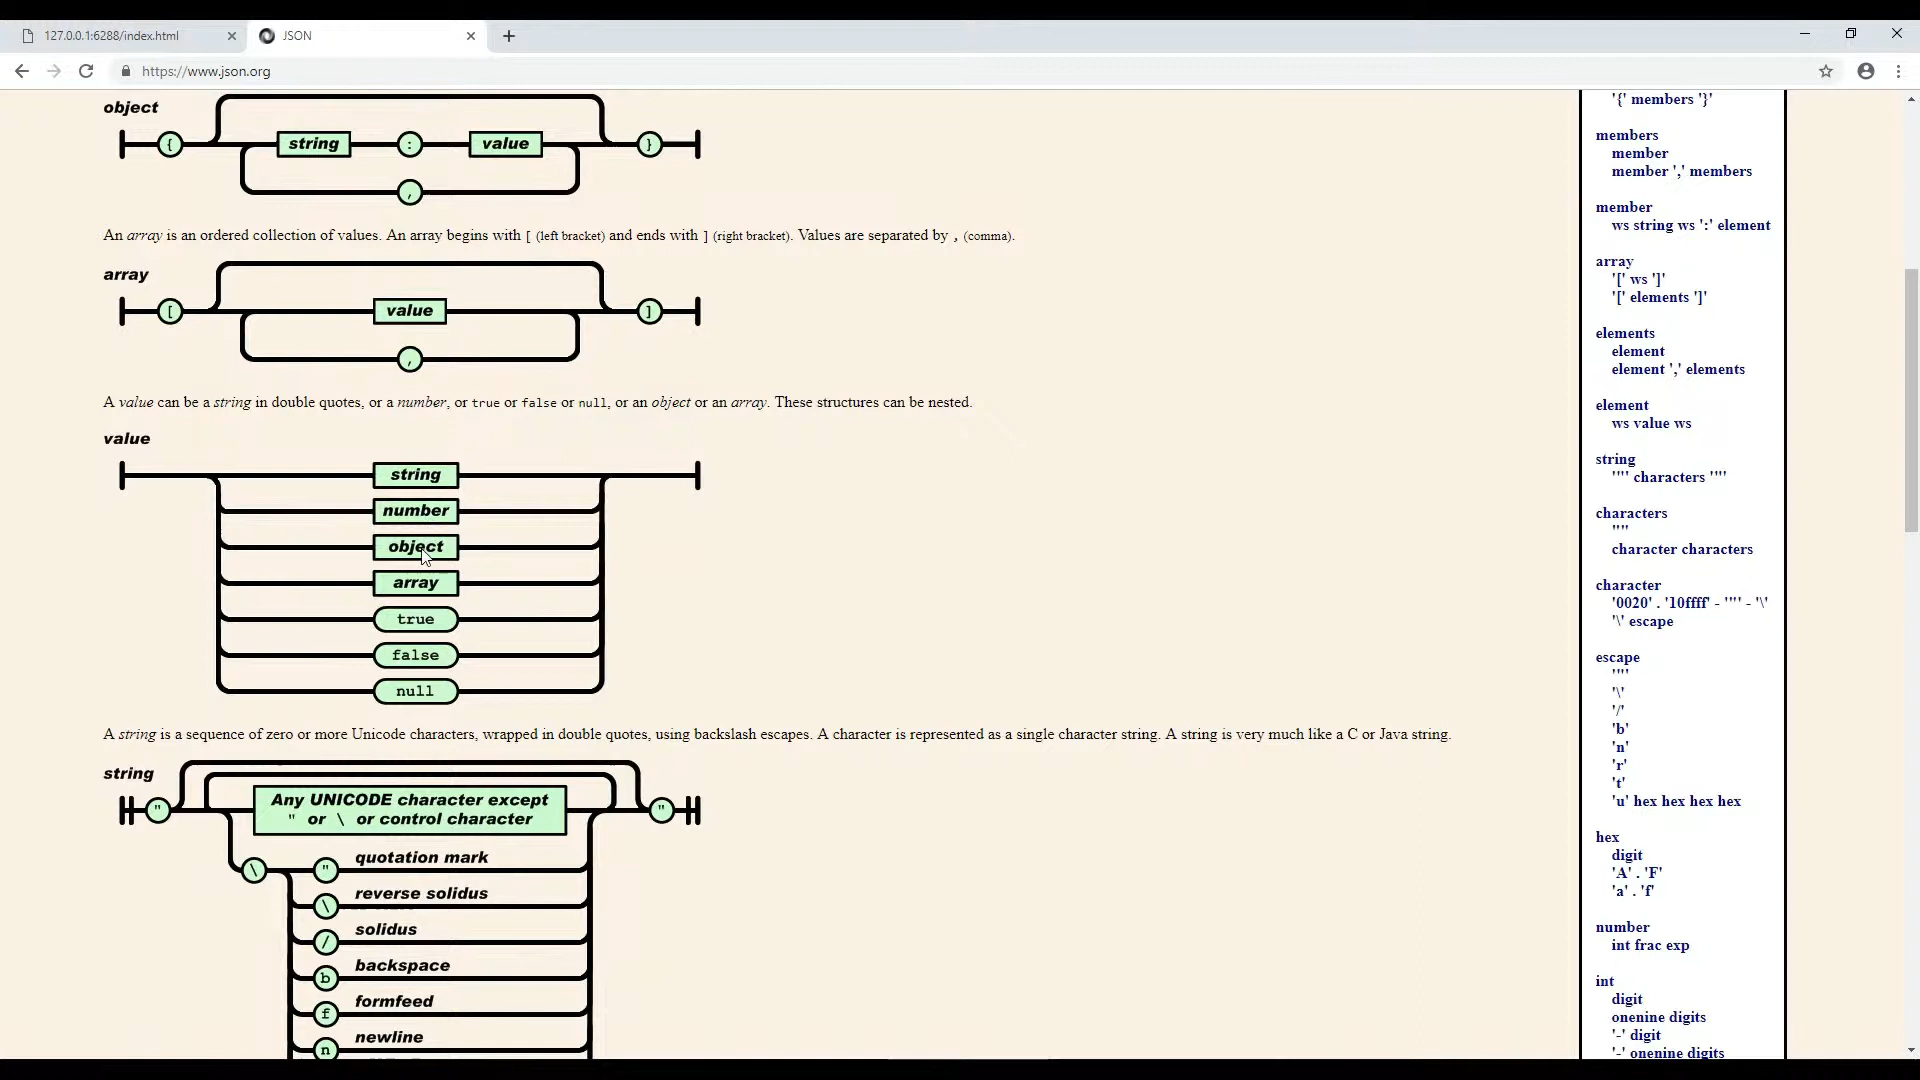 127.0.0.1:6288/index.html
JSON
https://www.json.org
object
{
string
:
value
}
,
An array is an ordered collection of values. An array begins with [ (left bracket) and ends with ] (right bracket). Values are separated by , (comma).
array
[
value
]
,
A value can be a string in double quotes, or a number, or true or false or null, or an object or an array. These structures can be nested.
value
string
number
object
array
true
false
null
A string is a sequence of zero or more Unicode characters, wrapped in double quotes, using backslash escapes. A character is represented as a single character string. A string is very much like a C or Java string.
string
"
Any UNICODE character except
" or \ or control character
"
\
" quotation mark
\ reverse solidus
/ solidus
b backspace
f formfeed
n newline
'{' members '}'
members
member
member ',' members
member
ws string ws ':' element
array
'[' ws ']'
'[' elements ']'
elements
element
element ',' elements
element
ws value ws
string
'"' characters '"'
characters
""
character characters
character
'0020' . '10ffff' - '"' - '\'
'\' escape
escape
'"'
'\'
'/'
'b'
'n'
'r'
't'
'u' hex hex hex hex
hex
digit
'A' . 'F'
'a' . 'f'
number
int frac exp
int
digit
onenine digits
'-' digit
'-' onenine digits